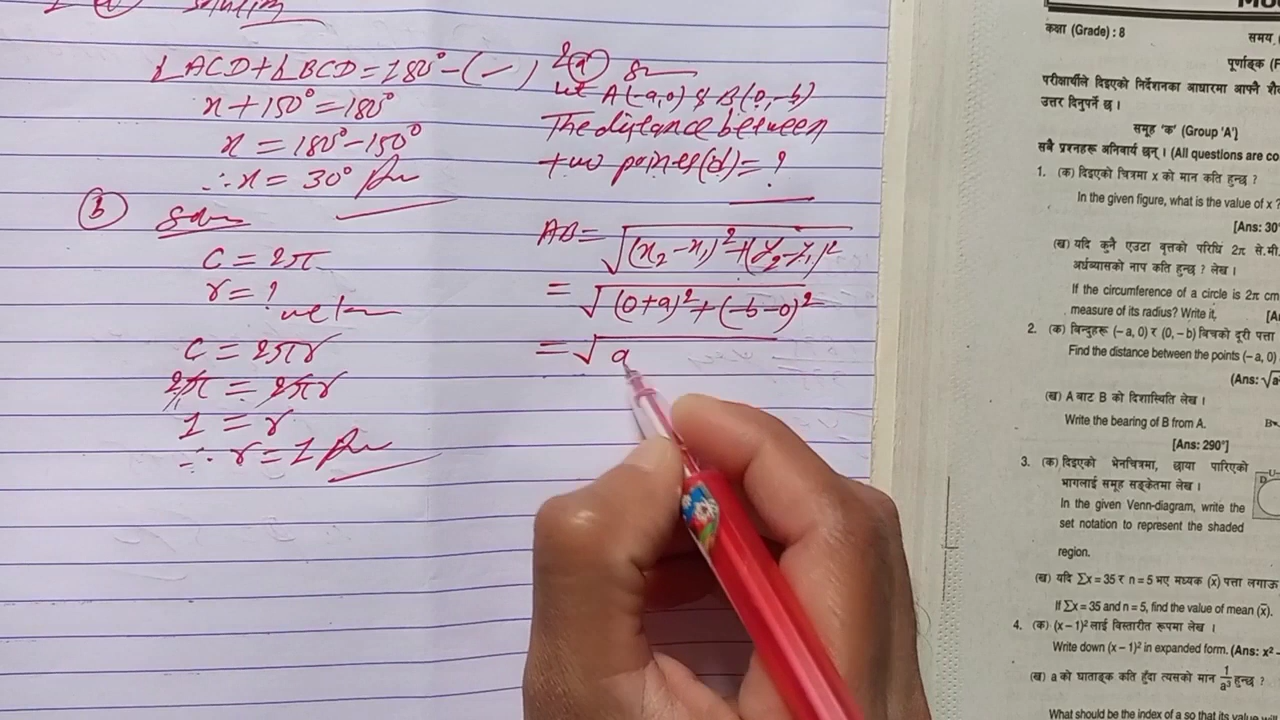 ∠ACD+∠BCD=180°-(–)
x+150°=180°
x = 180°-150°
∴x = 30°
b
C = 2π
r = ?
C = 2πr
2π = 2πr
1 = r
∴ r = 1
2 a
let A(-a,0) & B(0,-b)
The distance between
two points(d)= ?
AB = √(x₂-x₁)²+(y₂-y₁)²
= √(0+a)²+(-b-0)²
= √a
कक्षा (Grade) : 8
समय
पूर्णाङ्क (F
परीक्षार्थीले दिइएको निर्देशनका आधारमा आफ्नै
उत्तर दिनुपर्ने छ ।
समूह 'क' (Group 'A')
सबै प्रश्नहरू अनिवार्य छन् । (All questions are co
1. (क) दिइएको चित्रमा x को मान कति हुन्छ ?
In the given figure, what is the value of x ?
[Ans: 30°
(ख) यदि कुनै एउटा वृत्तको परिधि 2π से.मी.
अर्धव्यासको नाप कति हुन्छ ? लेख ।
If the circumference of a circle is 2π cm
measure of its radius? Write it.
2. (क) बिन्दुहरू (−a, 0) र (0, − b) बिचको दूरी पत्ता
Find the distance between the points (− a, 0)
(Ans: √a
(ख) A बाट B को दिशास्थिति लेख ।
Write the bearing of B from A.
B
[Ans: 290°]
3. (क) दिइएको भेनचित्रमा, छाया पारिएको
भागलाई समूह सङ्केतमा लेख ।
In the given Venn-diagram, write the
set notation to represent the shaded
region.
(ख) यदि ∑x = 35 र n = 5 भए मध्यक (x̄) पत्ता लगाऊ
If ∑x = 35 and n = 5, find the value of mean (x̄).
4. (क) (x − 1)² लाई विस्तारीत रूपमा लेख ।
Write down (x − 1)² in expanded form. (Ans: x² −
(ख) a को घाताङ्क कति हुँदा त्यसको मान 1/a³ हुन्छ ?
What should be the index of a so that its value will